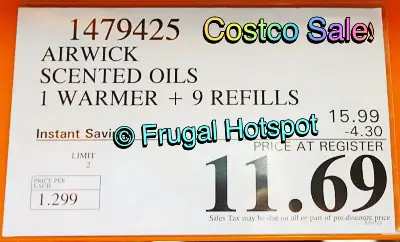 1479425
Costco Sales
AIRWICK
SCENTED OILS
1 WARMER + 9 REFILLS
15.99
Instant Savin
-4.30
© Frugal Hotspot
PRICE AT REGISTER
LIMIT
2
11.69
PRICE PER
EACH
1.299
Sales Tax may be due on all or part of pre-discount price